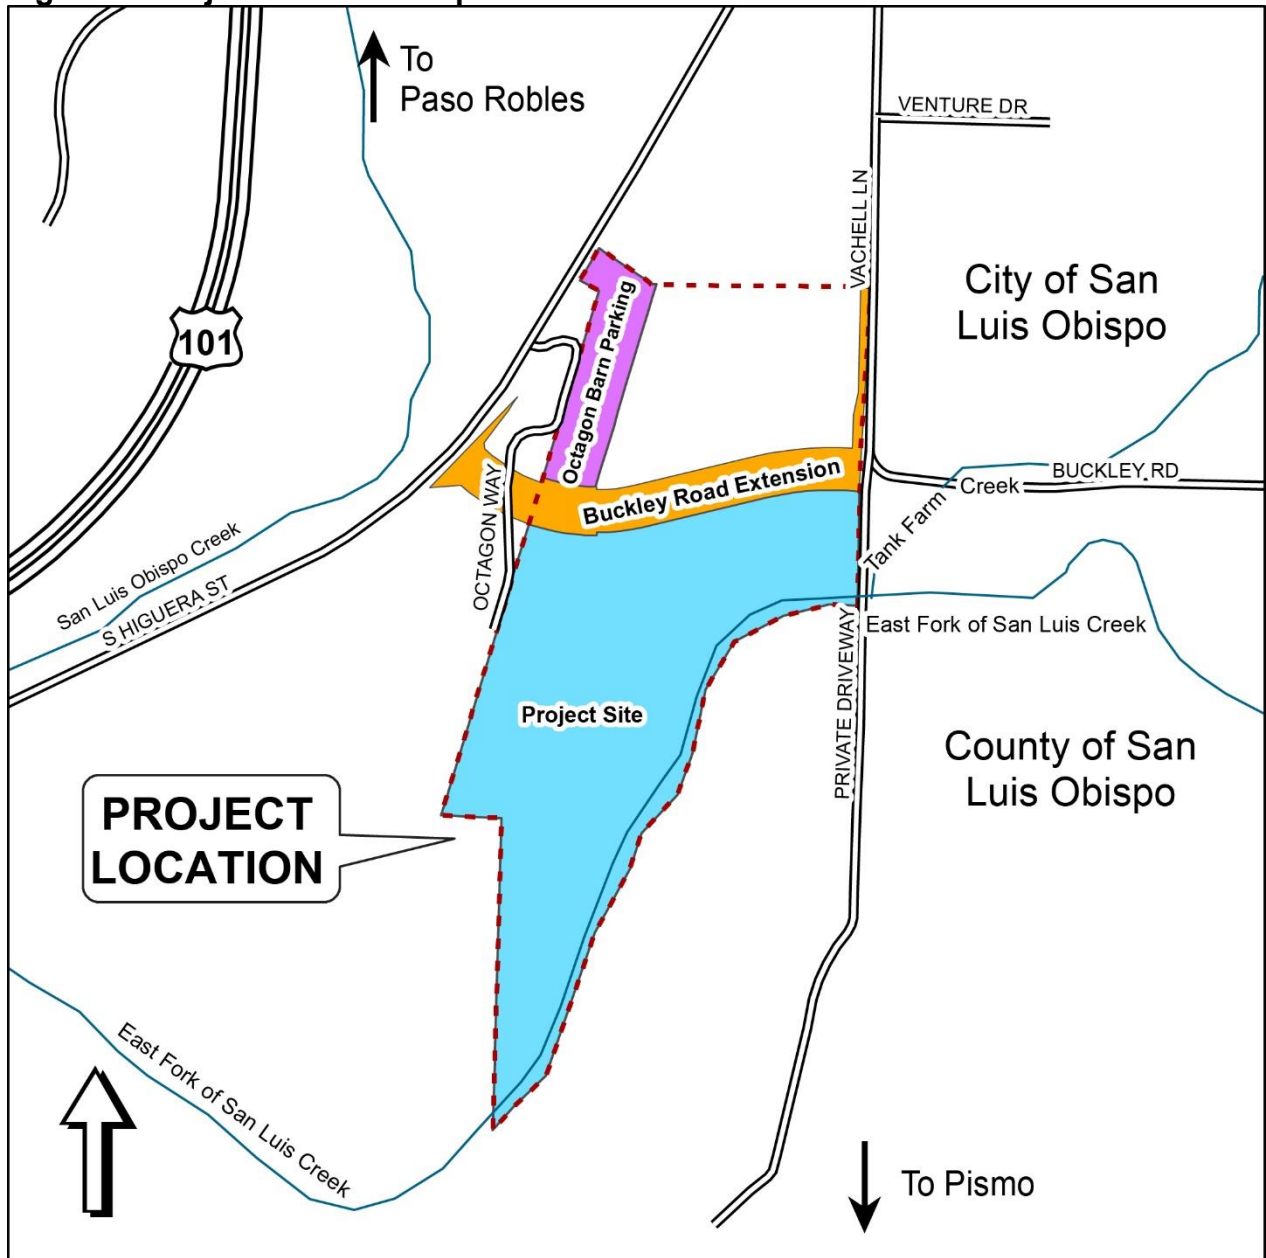 To
Paso Robles
VENTURE DR
VACHELL LN
City of San
Luis Obispo
101
Octagon Barn Parking
Buckley Road Extension
BUCKLEY RD
Tank Farm Creek
OCTAGON WAY
San Luis Obispo Creek
S HIGUERA ST
East Fork of San Luis Creek
Project Site
PRIVATE DRIVEWAY
County of San
Luis Obispo
PROJECT
LOCATION
East Fork of San Luis Creek
To Pismo